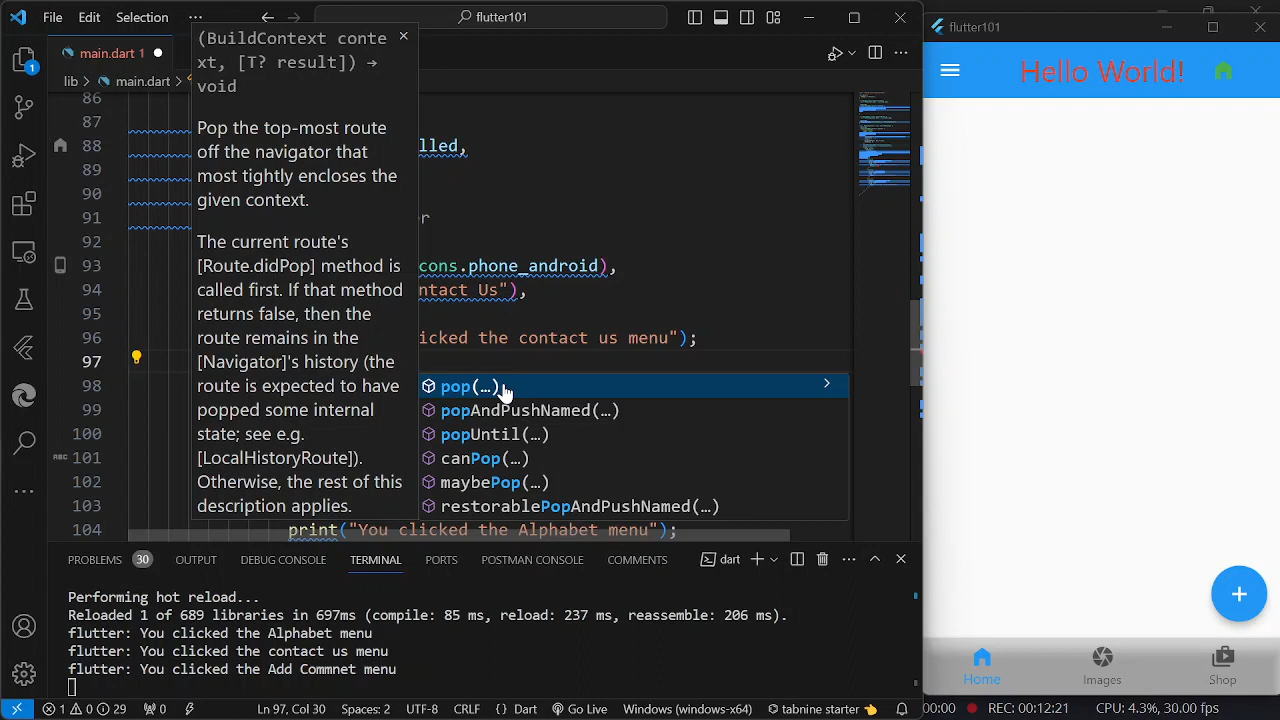 File Edit Selection ... flutter101
flutter101
main.dart 1
lib > main.dart >
(BuildContext conte
xt, [T? result]) →
void
Pop the top-most route
off the navigator that
most tightly encloses the
given context.
The current route's
[Route.didPop] method is
called first. If that method
returns false, then the
route remains in the
[Navigator]'s history (the
route is expected to have
popped some internal
state; see e.g.
[LocalHistoryRoute]).
Otherwise, the rest of this
description applies.
86
87
88 lled,
89
90
91 r
92
93 cons.phone_android),
94 ntact Us"),
95
96 icked the contact us menu");
97
98
99
100
101
102
103
104 print("You clicked the Alphabet menu");
pop(…)
popAndPushNamed(…)
popUntil(…)
canPop(…)
maybePop(…)
restorablePopAndPushNamed(…)
PROBLEMS 30 OUTPUT DEBUG CONSOLE TERMINAL PORTS POSTMAN CONSOLE COMMENTS dart
Performing hot reload...
Reloaded 1 of 689 libraries in 697ms (compile: 85 ms, reload: 237 ms, reassemble: 206 ms).
flutter: You clicked the Alphabet menu
flutter: You clicked the contact us menu
flutter: You clicked the Add Commnet menu
1 0 29 0 Ln 97, Col 30 Spaces: 2 UTF-8 CRLF {} Dart Go Live Windows (windows-x64) tabnine starter
Hello World!
+
Home Images Shop
00:00 REC: 00:12:21 CPU: 4.3%, 30.00 fps
1
ABC